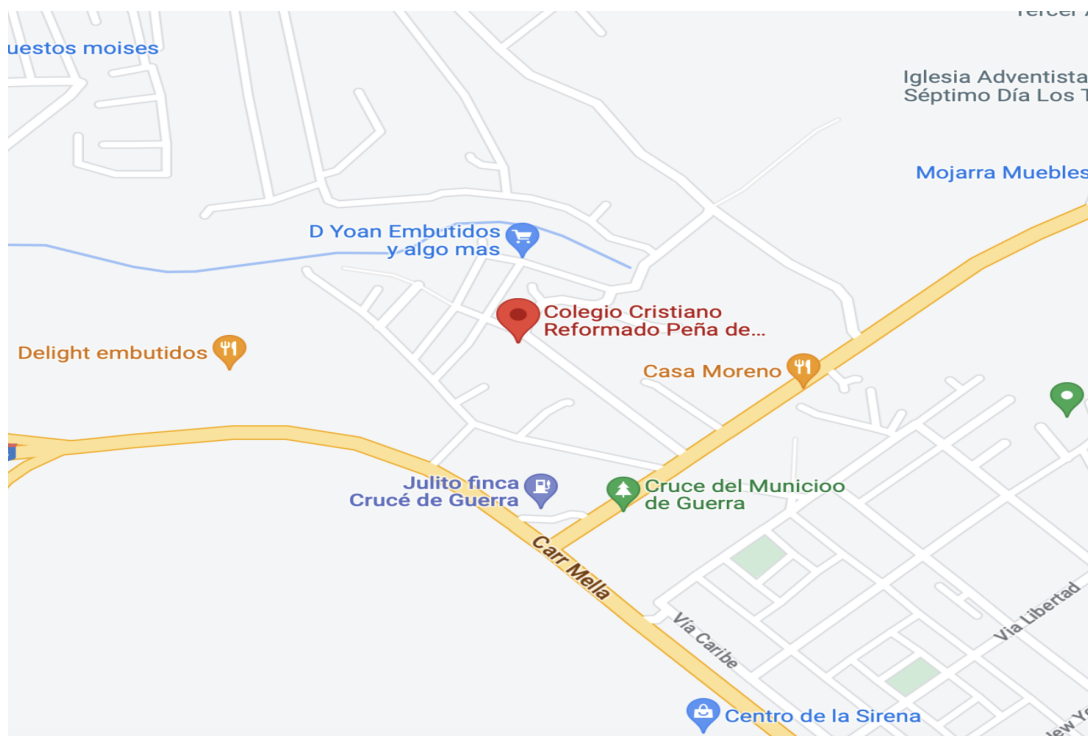 uestos moises
Iglesia Adventista
Séptimo Día Los T
Mojarra Muebles
D Yoan Embutidos
y algo mas
Colegio Cristiano
Reformado Peña de...
Delight embutidos
Casa Moreno
Julito finca
Crucé de Guerra
Cruce del Municioo
de Guerra
Carr Mella
Vía Caribe
Via Libertad
Centro de la Sirena